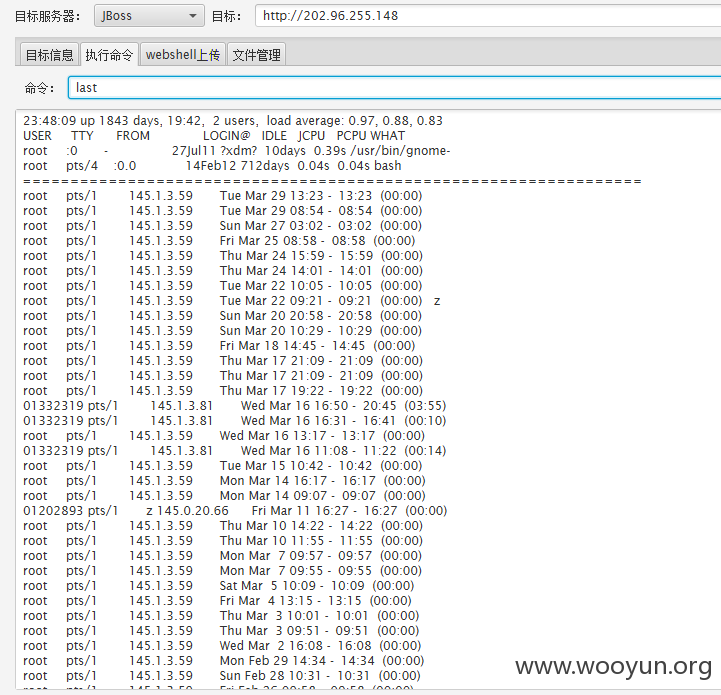 目标服务器： JBoss 目标： http://202.96.255.148
目标信息 执行命令 webshell上传 文件管理
命令： last
23:48:09 up 1843 days, 19:42, 2 users, load average: 0.97, 0.88, 0.83
USER TTY FROM LOGIN@ IDLE JCPU PCPU WHAT
root :0 - 27Jul11 ?xdm? 10days 0.39s /usr/bin/gnome-
root pts/4 :0.0 14Feb12 712days 0.04s 0.04s bash
==================================================================
root pts/1 145.1.3.59 Tue Mar 29 13:23 - 13:23 (00:00)
root pts/1 145.1.3.59 Tue Mar 29 08:54 - 08:54 (00:00)
root pts/1 145.1.3.59 Sun Mar 27 03:02 - 03:02 (00:00)
root pts/1 145.1.3.59 Fri Mar 25 08:58 - 08:58 (00:00)
root pts/1 145.1.3.59 Thu Mar 24 15:59 - 15:59 (00:00)
root pts/1 145.1.3.59 Thu Mar 24 14:01 - 14:01 (00:00)
root pts/1 145.1.3.59 Tue Mar 22 10:05 - 10:05 (00:00)
root pts/1 145.1.3.59 Tue Mar 22 09:21 - 09:21 (00:00) z
root pts/1 145.1.3.59 Sun Mar 20 20:58 - 20:58 (00:00)
root pts/1 145.1.3.59 Sun Mar 20 10:29 - 10:29 (00:00)
root pts/1 145.1.3.59 Fri Mar 18 14:45 - 14:45 (00:00)
root pts/1 145.1.3.59 Thu Mar 17 21:09 - 21:09 (00:00)
root pts/1 145.1.3.59 Thu Mar 17 21:09 - 21:09 (00:00)
root pts/1 145.1.3.59 Thu Mar 17 19:22 - 19:22 (00:00)
01332319 pts/1 145.1.3.81 Wed Mar 16 16:50 - 20:45 (03:55)
01332319 pts/1 145.1.3.81 Wed Mar 16 16:31 - 16:41 (00:10)
root pts/1 145.1.3.59 Wed Mar 16 13:17 - 13:17 (00:00)
01332319 pts/1 145.1.3.81 Wed Mar 16 11:08 - 11:22 (00:14)
root pts/1 145.1.3.59 Tue Mar 15 10:42 - 10:42 (00:00)
root pts/1 145.1.3.59 Mon Mar 14 16:17 - 16:17 (00:00)
root pts/1 145.1.3.59 Mon Mar 14 09:07 - 09:07 (00:00)
01202893 pts/1 z 145.0.20.66 Fri Mar 11 16:27 - 16:27 (00:00)
root pts/1 145.1.3.59 Thu Mar 10 14:22 - 14:22 (00:00)
root pts/1 145.1.3.59 Thu Mar 10 11:55 - 11:55 (00:00)
root pts/1 145.1.3.59 Mon Mar 7 09:57 - 09:57 (00:00)
root pts/1 145.1.3.59 Mon Mar 7 09:55 - 09:55 (00:00)
root pts/1 145.1.3.59 Sat Mar 5 10:09 - 10:09 (00:00)
root pts/1 145.1.3.59 Fri Mar 4 13:15 - 13:15 (00:00)
root pts/1 145.1.3.59 Thu Mar 3 10:01 - 10:01 (00:00)
root pts/1 145.1.3.59 Thu Mar 3 09:51 - 09:51 (00:00)
root pts/1 145.1.3.59 Wed Mar 2 16:08 - 16:08 (00:00)
root pts/1 145.1.3.59 Mon Feb 29 14:34 - 14:34 (00:00)
root pts/1 145.1.3.59 Sun Feb 28 10:31 - 10:31 (00:00)
www.wooyun.org